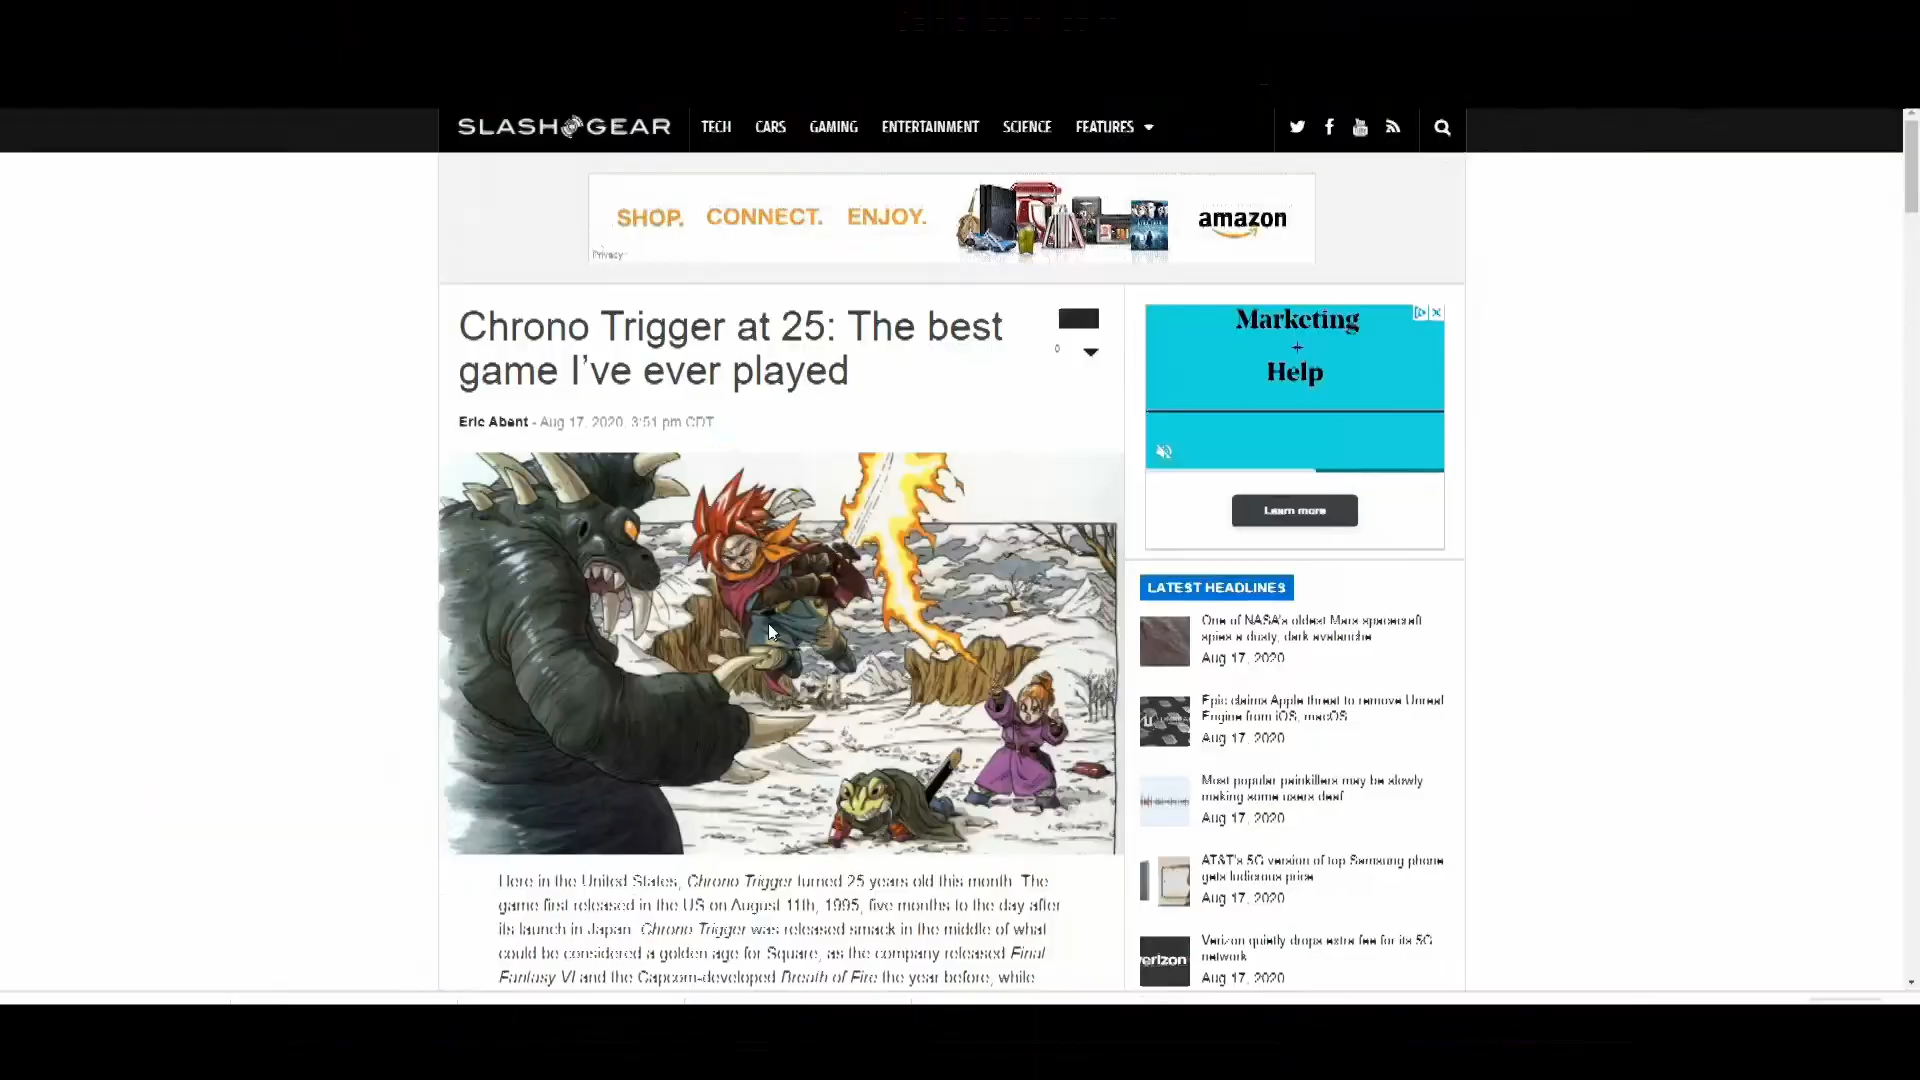 SLASHGEAR
TECH CARS GAMING ENTERTAINMENT SCIENCE FEATURES
SHOP. CONNECT. ENJOY.
amazon
Privacy
Chrono Trigger at 25: The best
game I've ever played
0
Eric Abent - Aug 17, 2020, 3:51 pm CDT
Here in the United States, Chrono Trigger turned 25 years old this month. The
game first released in the US on August 11th, 1995, five months to the day after
its launch in Japan. Chrono Trigger was released smack in the middle of what
could be considered a golden age for Square, as the company released Final
Fantasy VI and the Capcom-developed Breath of Fire the year before, while
Marketing
+
Help
Learn more
LATEST HEADLINES
One of NASA's oldest Mars spacecraft
spies a dusty, dark avalanche
Aug 17, 2020
Epic claims Apple threat to remove Unreal
Engine from iOS, macOS
Aug 17, 2020
Most popular painkillers may be slowly
making some users deaf
Aug 17, 2020
AT&T's 5G version of top Samsung phone
gets ludicrous price
Aug 17, 2020
Verizon quietly drops extra fee for its 5G
network
Aug 17, 2020
verizon